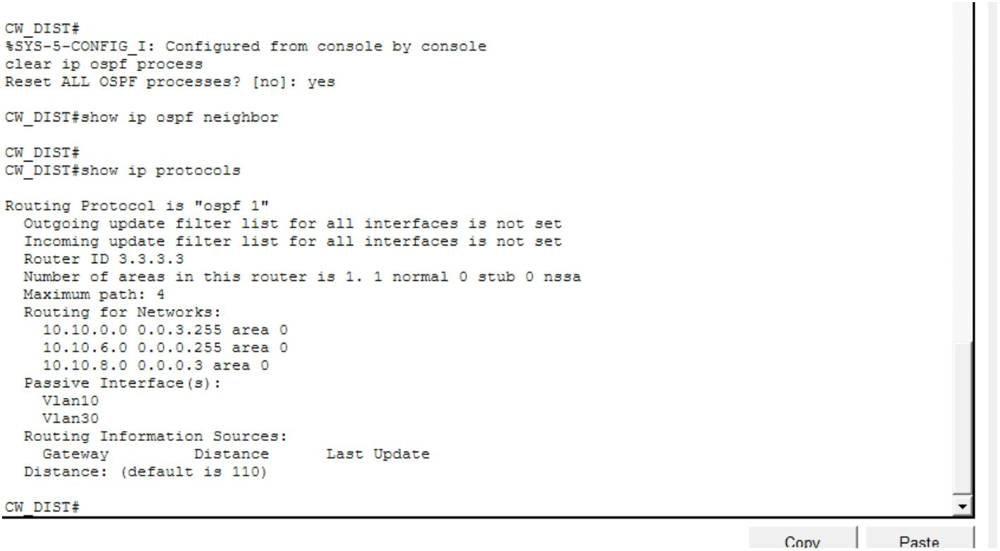 CW_DIST#
%SYS-5-CONFIG_I: Configured from console by console
clear ip ospf process
Reset ALL OSPF processes? [no]: yes
CW_DIST#show ip ospf neighbor
CW_DIST#
CW_DIST#show ip protocols
Routing Protocol is "ospf 1"
Outgoing update filter list for all interfaces is not set
Incoming update filter list for all interfaces is not set
Router ID 3.3.3.3
Number of areas in this router is 1. 1 normal 0 stub 0 nssa
Maximum path: 4
Routing for Networks:
10.10.0.0 0.0.3.255 area 0
10.10.6.0 0.0.0.255 area 0
10.10.8.0 0.0.0.3 area 0
Passive Interface(s):
Vlan10
Vlan30
Routing Information Sources:
Gateway Distance Last Update
Distance: (default is 110)
CW_DIST#
Copy Paste